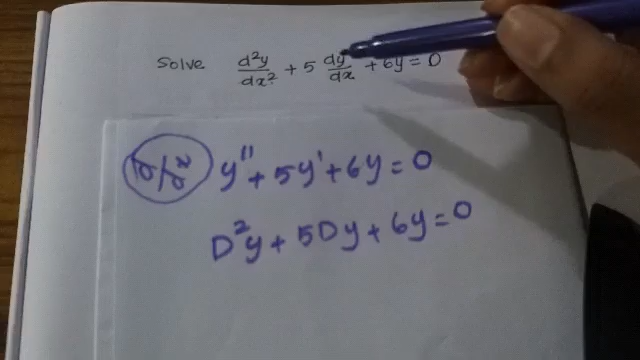 Solve d²y/dx² + 5 dy/dx + 6y = 0
y'' + 5y' + 6y = 0
D²y + 5Dy + 6y = 0